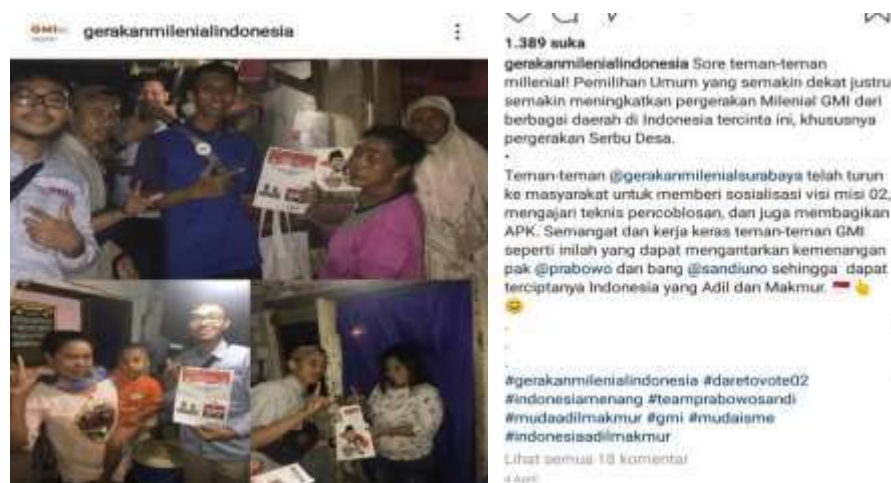 GMI
gerakanmilenialindonesia
1.389 suka
gerakanmilenialindonesia Sore teman-teman
millenial! Pemilihan Umum yang semakin dekat justru
semakin meningkatkan pergerakan Milenial GMI dari
berbagai daerah di Indonesia tercinta ini, khususnya
pergerakan Serbu Desa.
•
Teman-teman @gerakanmilenialsurabaya telah turun
ke masyarakat untuk memberi sosialisasi visi misi 02,
mengajari teknis pencoblosan, dan juga membagikan
APK. Semangat dan kerja keras teman-teman GMI
seperti inilah yang dapat mengantarkan kemenangan
pak @prabowo dan bang @sandiuno sehingga dapat
terciptanya Indonesia yang Adil dan Makmur. 🇮🇩👆
😊
.
.
.
#gerakanmilenialindonesia #daretovote02
#indonesiamenang #teamprabowosandi
#mudaadilmakmur #gmi #mudaisme
#indonesiaadilmakmur
Lihat semua 18 komentar
4 April